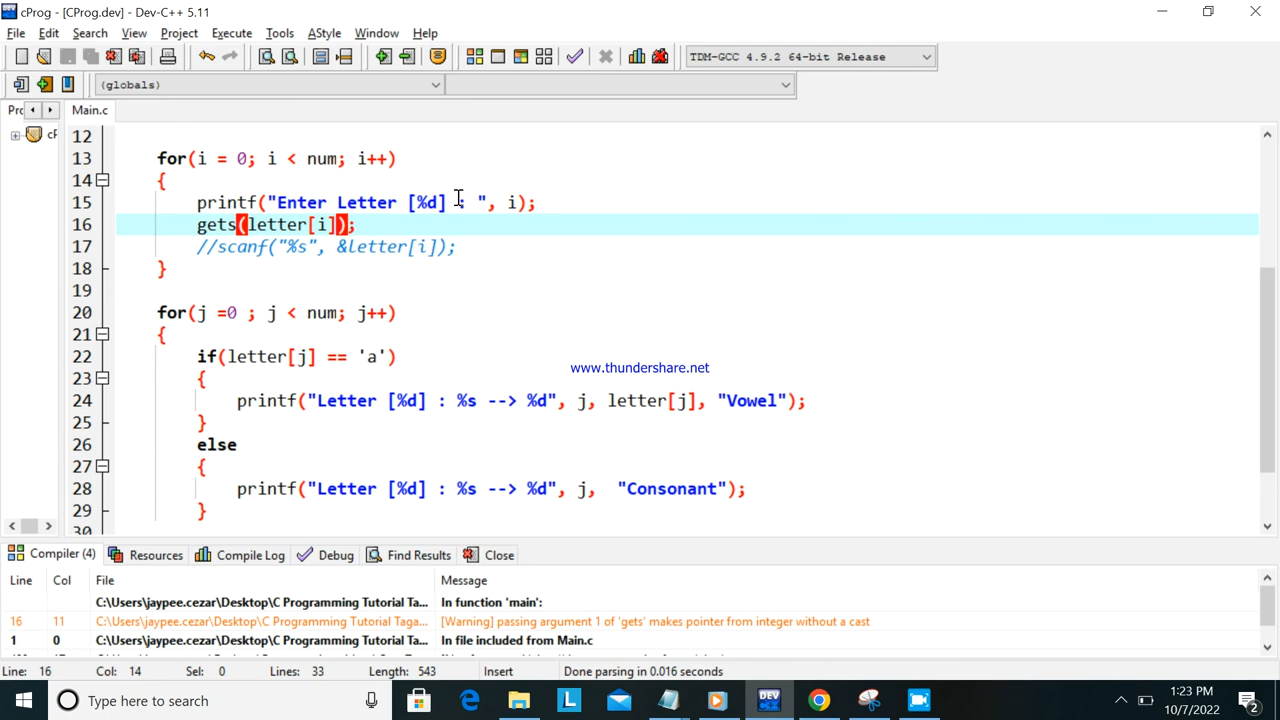 cProg - [CProg.dev] - Dev-C++ 5.11
File Edit Search View Project Execute Tools AStyle Window Help
TDM-GCC 4.9.2 64-bit Release
(globals)
Prc Main.c
cF
12
13 for(i = 0; i < num; i++)
14 {
15 printf("Enter Letter [%d] : ", i);
16 gets(letter[i]);
17 //scanf("%s", &letter[i]);
18 }
19
20 for(j =0 ; j < num; j++)
21 {
22 if(letter[j] == 'a')
www.thundershare.net
23 {
24 printf("Letter [%d] : %s --> %d", j, letter[j], "Vowel");
25 }
26 else
27 {
28 printf("Letter [%d] : %s --> %d", j,  "Consonant");
29 }
30
Compiler (4) Resources Compile Log Debug Find Results Close
Line Col File Message
C:\Users\jaypee.cezar\Desktop\C Programming Tutorial Ta... In function 'main':
16 11 C:\Users\jaypee.cezar\Desktop\C Programming Tutorial Taga... [Warning] passing argument 1 of 'gets' makes pointer from integer without a cast
1 0 C:\Users\jaypee.cezar\Desktop\C Programming Tutorial Ta... In file included from Main.c
Line: 16 Col: 14 Sel: 0 Lines: 33 Length: 543 Insert Done parsing in 0.016 seconds
Type here to search
DEV
L
1:23 PM
10/7/2022
2